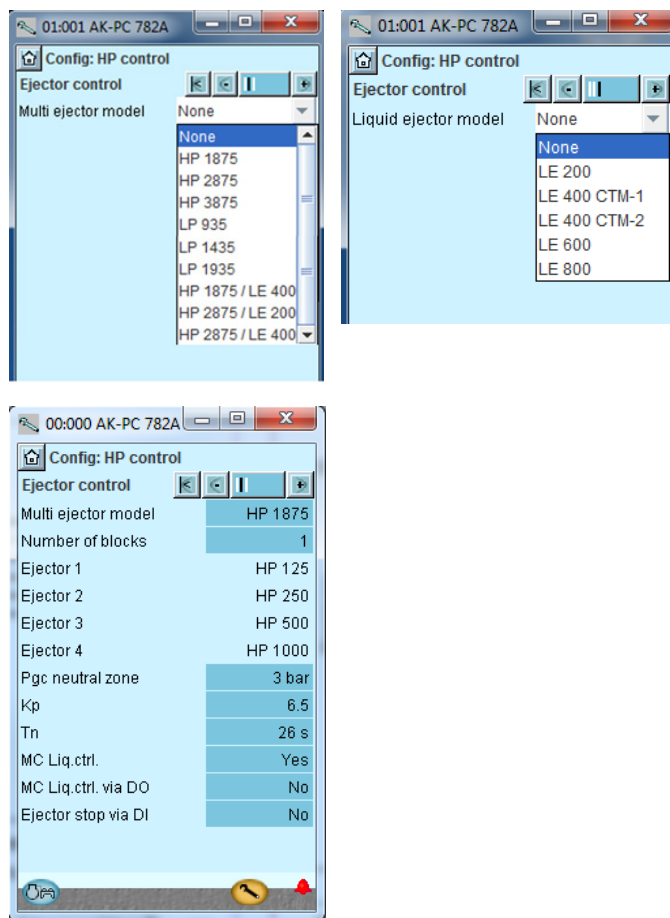 01:001 AK-PC 782A
Config: HP control
Ejector control
Multi ejector model None
None
HP 1875
HP 2875
HP 3875
LP 935
LP 1435
LP 1935
HP 1875 / LE 400
HP 2875 / LE 200
HP 2875 / LE 400
01:001 AK-PC 782A
Config: HP control
Ejector control
Liquid ejector model None
None
LE 200
LE 400 CTM-1
LE 400 CTM-2
LE 600
LE 800
00:000 AK-PC 782A
Config: HP control
Ejector control
Multi ejector model HP 1875
Number of blocks 1
Ejector 1 HP 125
Ejector 2 HP 250
Ejector 3 HP 500
Ejector 4 HP 1000
Pgc neutral zone 3 bar
Kp 6.5
Tn 26 s
MC Liq.ctrl. Yes
MC Liq.ctrl. via DO No
Ejector stop via DI No